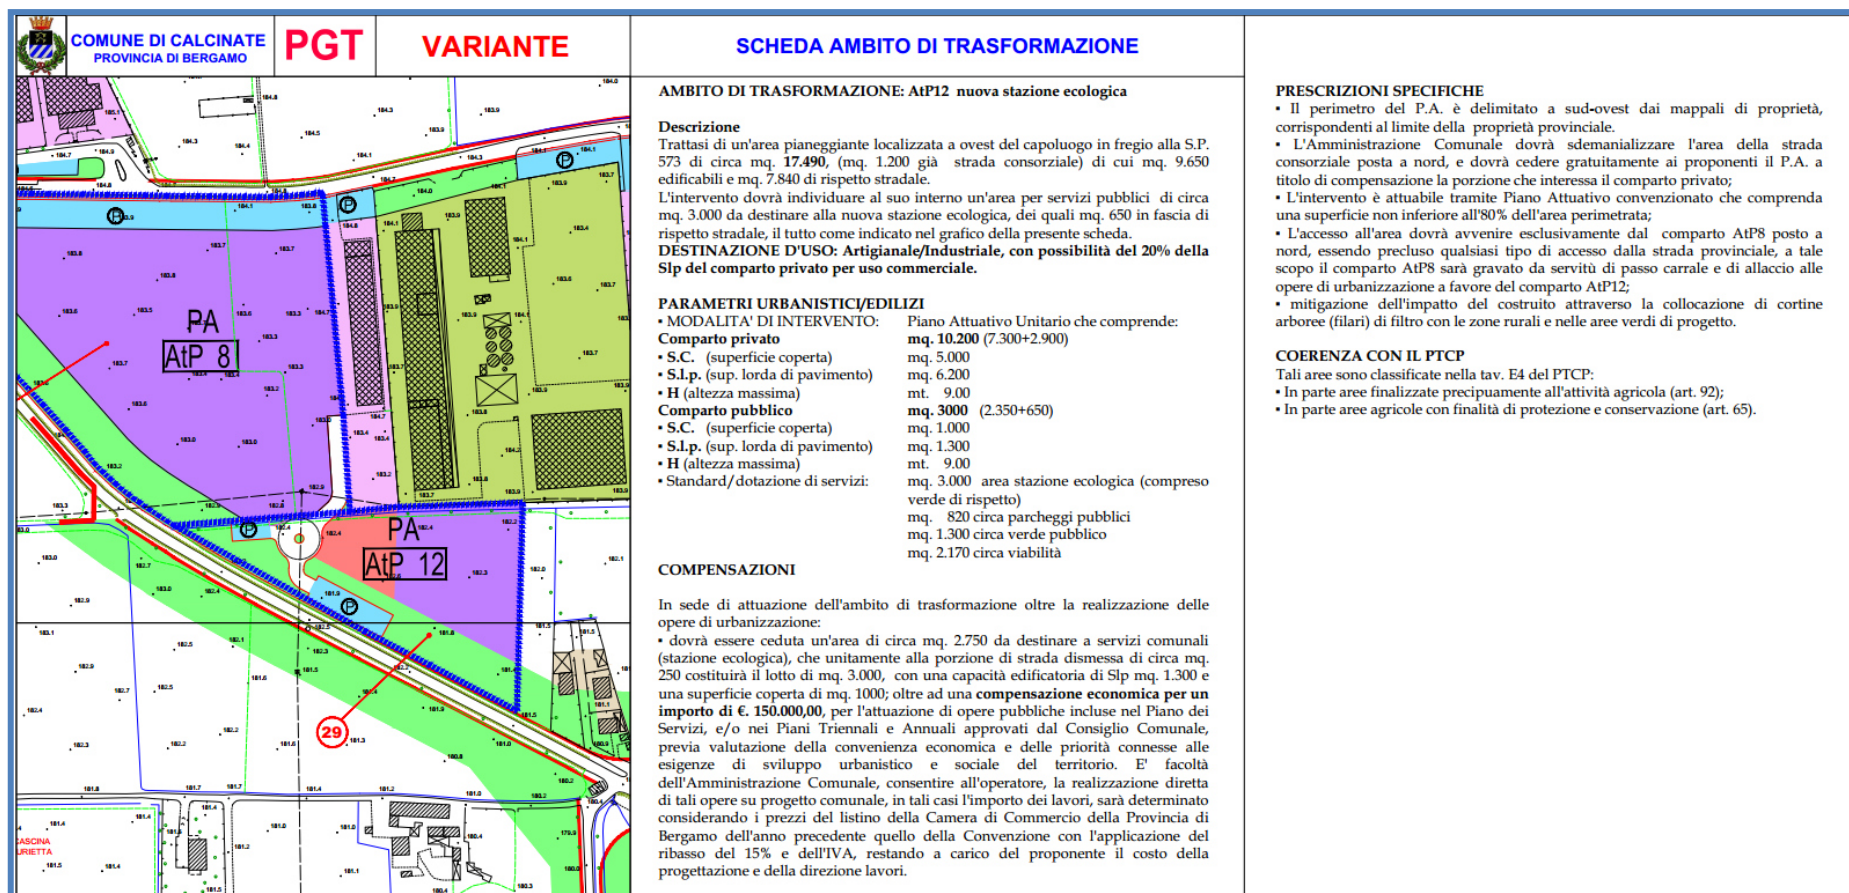 COMUNE DI CALCINATE
PROVINCIA DI BERGAMO
PGT
VARIANTE
SCHEDA AMBITO DI TRASFORMAZIONE
PA
AtP 8
PA
AtP 12
P
P
P
P
P
29
AMBITO DI TRASFORMAZIONE: AtP12 nuova stazione ecologica
Descrizione
Trattasi di un'area pianeggiante localizzata a ovest del capoluogo in fregio alla S.P.
573 di circa mq. 17.490, (mq. 1.200 già strada consorziale) di cui mq. 9.650
edificabili e mq. 7.840 di rispetto stradale.
L'intervento dovrà individuare al suo interno un'area per servizi pubblici di circa
mq. 3.000 da destinare alla nuova stazione ecologica, dei quali mq. 650 in fascia di
rispetto stradale, il tutto come indicato nel grafico della presente scheda.
DESTINAZIONE D'USO: Artigianale/Industriale, con possibilità del 20% della
Slp del comparto privato per uso commerciale.
PARAMETRI URBANISTICI/EDILIZI
▪ MODALITA' DI INTERVENTO: Piano Attuativo Unitario che comprende:
Comparto privato mq. 10.200 (7.300+2.900)
▪ S.C. (superficie coperta) mq. 5.000
▪ S.l.p. (sup. lorda di pavimento) mq. 6.200
▪ H (altezza massima) mt. 9.00
Comparto pubblico mq. 3000 (2.350+650)
▪ S.C. (superficie coperta) mq. 1.000
▪ S.l.p. (sup. lorda di pavimento) mq. 1.300
▪ H (altezza massima) mt. 9.00
▪ Standard/dotazione di servizi: mq. 3.000 area stazione ecologica (compreso
verde di rispetto)
mq. 820 circa parcheggi pubblici
mq. 1.300 circa verde pubblico
mq. 2.170 circa viabilità
COMPENSAZIONI
In sede di attuazione dell'ambito di trasformazione oltre la realizzazione delle
opere di urbanizzazione:
▪ dovrà essere ceduta un'area di circa mq. 2.750 da destinare a servizi comunali
(stazione ecologica), che unitamente alla porzione di strada dismessa di circa mq.
250 costituirà il lotto di mq. 3.000, con una capacità edificatoria di Slp mq. 1.300 e
una superficie coperta di mq. 1000; oltre ad una compensazione economica per un
importo di €. 150.000,00, per l'attuazione di opere pubbliche incluse nel Piano dei
Servizi, e/o nei Piani Triennali e Annuali approvati dal Consiglio Comunale,
previa valutazione della convenienza economica e delle priorità connesse alle
esigenze di sviluppo urbanistico e sociale del territorio. E' facoltà
dell'Amministrazione Comunale, consentire all'operatore, la realizzazione diretta
di tali opere su progetto comunale, in tali casi l'importo dei lavori, sarà determinato
considerando i prezzi del listino della Camera di Commercio della Provincia di
Bergamo dell'anno precedente quello della Convenzione con l'applicazione del
ribasso del 15% e dell'IVA, restando a carico del proponente il costo della
progettazione e della direzione lavori.
PRESCRIZIONI SPECIFICHE
▪ Il perimetro del P.A. è delimitato a sud-ovest dai mappali di proprietà,
corrispondenti al limite della proprietà provinciale.
▪ L'Amministrazione Comunale dovrà sdemanializzare l'area della strada
consorziale posta a nord, e dovrà cedere gratuitamente ai proponenti il P.A. a
titolo di compensazione la porzione che interessa il comparto privato;
▪ L'intervento è attuabile tramite Piano Attuativo convenzionato che comprenda
una superficie non inferiore all'80% dell'area perimetrata;
▪ L'accesso all'area dovrà avvenire esclusivamente dal comparto AtP8 posto a
nord, essendo precluso qualsiasi tipo di accesso dalla strada provinciale, a tale
scopo il comparto AtP8 sarà gravato da servitù di passo carrale e di allaccio alle
opere di urbanizzazione a favore del comparto AtP12;
▪ mitigazione dell'impatto del costruito attraverso la collocazione di cortine
arboree (filari) di filtro con le zone rurali e nelle aree verdi di progetto.
COERENZA CON IL PTCP
Tali aree sono classificate nella tav. E4 del PTCP:
▪ In parte aree finalizzate precipuamente all'attività agricola (art. 92);
▪ In parte aree agricole con finalità di protezione e conservazione (art. 65).